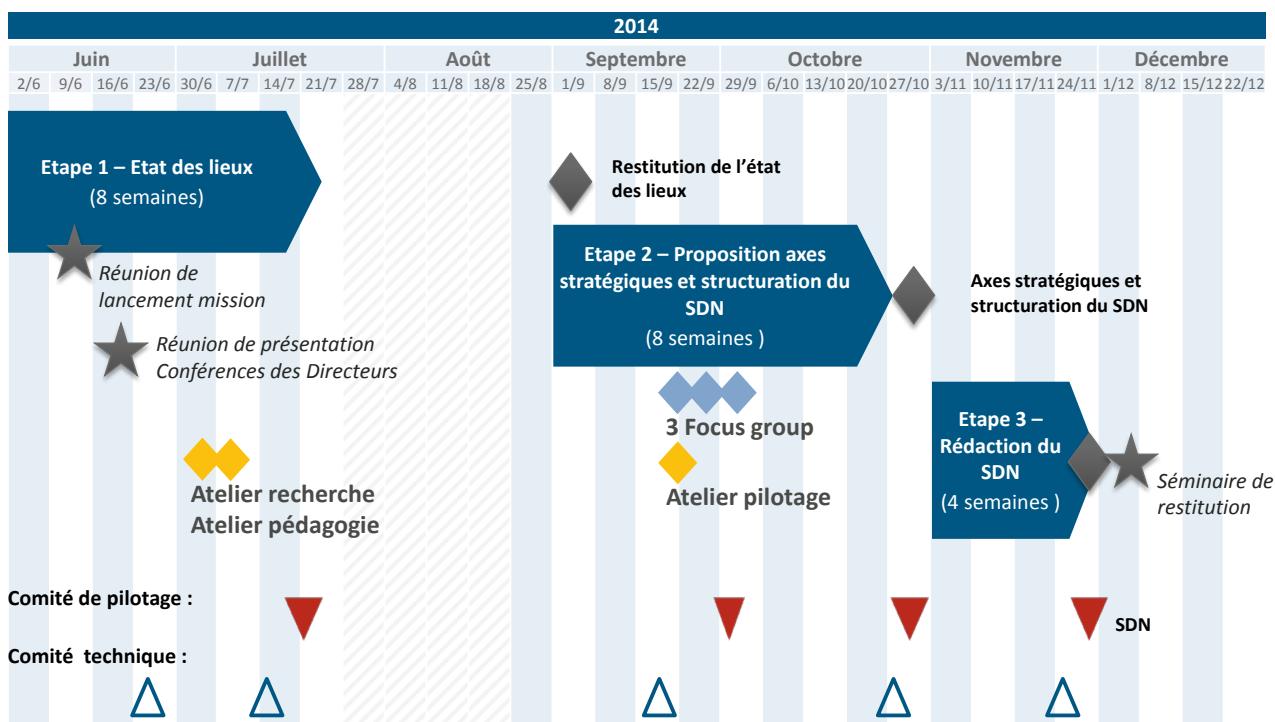 2014
Juin Juillet Août Septembre Octobre Novembre Décembre
2/6 9/6 16/6 23/6 30/6 7/7 14/7 21/7 28/7 4/8 11/8 18/8 25/8 1/9 8/9 15/9 22/9 29/9 6/10 13/10 20/10 27/10 3/11 10/11 17/11 24/11 1/12 8/12 15/12 22/12
Etape 1 – Etat des lieux
(8 semaines)
Restitution de l’état
des lieux
Réunion de
lancement mission
Réunion de présentation
Conférences des Directeurs
Etape 2 – Proposition axes
stratégiques et structuration du
SDN
(8 semaines )
Axes stratégiques et
structuration du SDN
3 Focus group
Atelier recherche
Atelier pédagogie
Atelier pilotage
Etape 3 –
Rédaction du
SDN
(4 semaines )
Séminaire de
restitution
Comité de pilotage :
SDN
Comité technique :